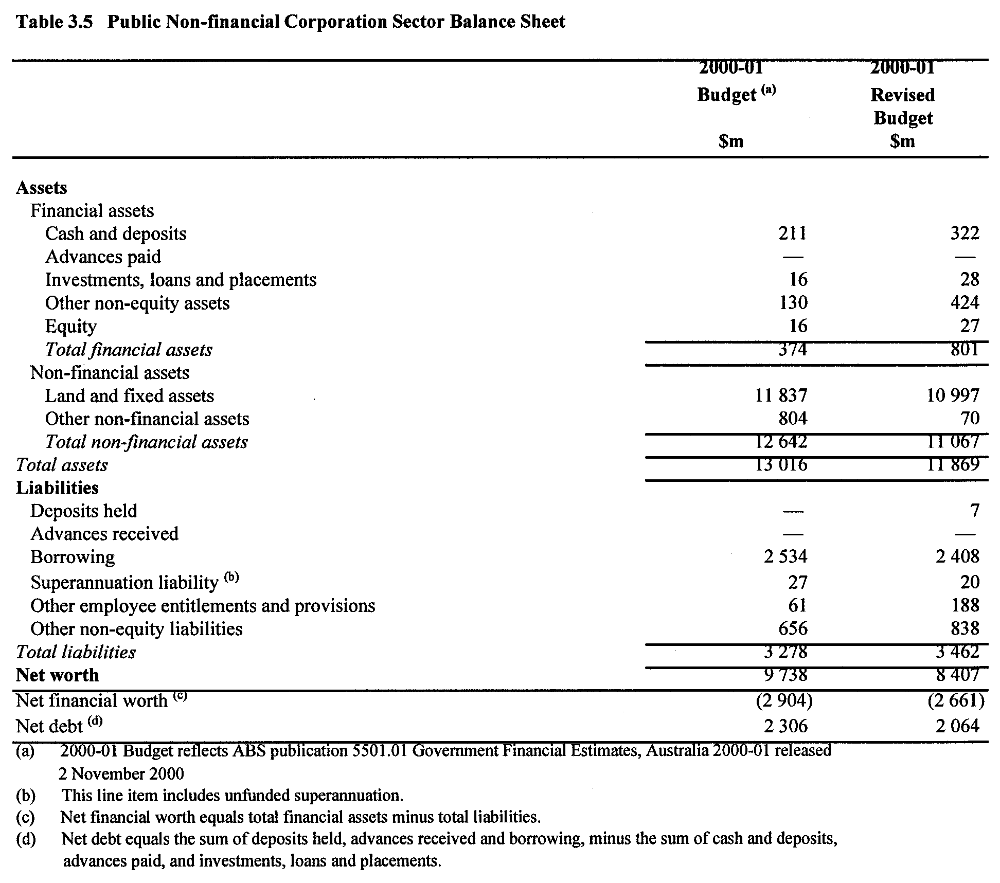 Table 3.5 Public Non-financial Corporation Sector Balance Sheet
2000-01 2000-01
Budget (a) Revised
Budget
$m $m
Assets
Financial assets
Cash and deposits 211 322
Advances paid — —
Investments, loans and placements 16 28
Other non-equity assets 130 424
Equity 16 27
Total financial assets 374 801
Non-financial assets
Land and fixed assets 11 837 10 997
Other non-financial assets 804 70
Total non-financial assets 12 642 11 067
Total assets 13 016 11 869
Liabilities
Deposits held — 7
Advances received — —
Borrowing 2 534 2 408
Superannuation liability (b) 27 20
Other employee entitlements and provisions 61 188
Other non-equity liabilities 656 838
Total liabilities 3 278 3 462
Net worth 9 738 8 407
Net financial worth (c) (2 904) (2 661)
Net debt (d) 2 306 2 064
(a) 2000-01 Budget reflects ABS publication 5501.01 Government Financial Estimates, Australia 2000-01 released
2 November 2000
(b) This line item includes unfunded superannuation.
(c) Net financial worth equals total financial assets minus total liabilities.
(d) Net debt equals the sum of deposits held, advances received and borrowing, minus the sum of cash and deposits,
advances paid, and investments, loans and placements.